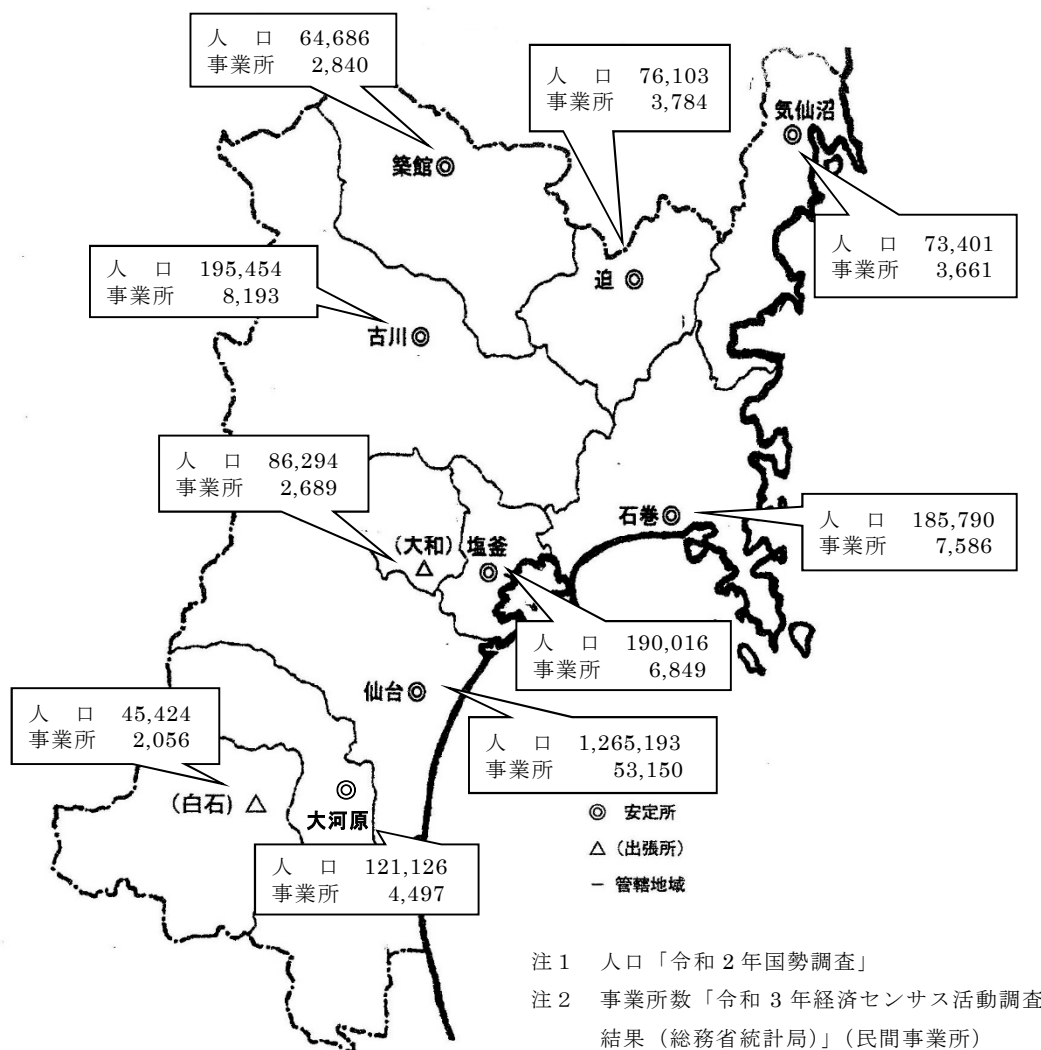 人　口　64,686
事業所　2,840
人　口　76,103
事業所　3,784
気仙沼
築館
人　口　73,401
事業所　3,661
人　口　195,454
事業所　8,193
迫
古川
人　口　86,294
事業所　2,689
石巻
人　口　185,790
事業所　7,586
(大和)
塩釜
人　口　190,016
事業所　6,849
仙台
人　口　45,424
事業所　2,056
人　口　1,265,193
事業所　53,150
(白石)
大河原
◎ 安定所
△ (出張所)
－ 管轄地域
人　口　121,126
事業所　4,497
注１　人口「令和２年国勢調査」
注２　事業所数「令和３年経済センサス活動調査
結果（総務省統計局）」（民間事業所）